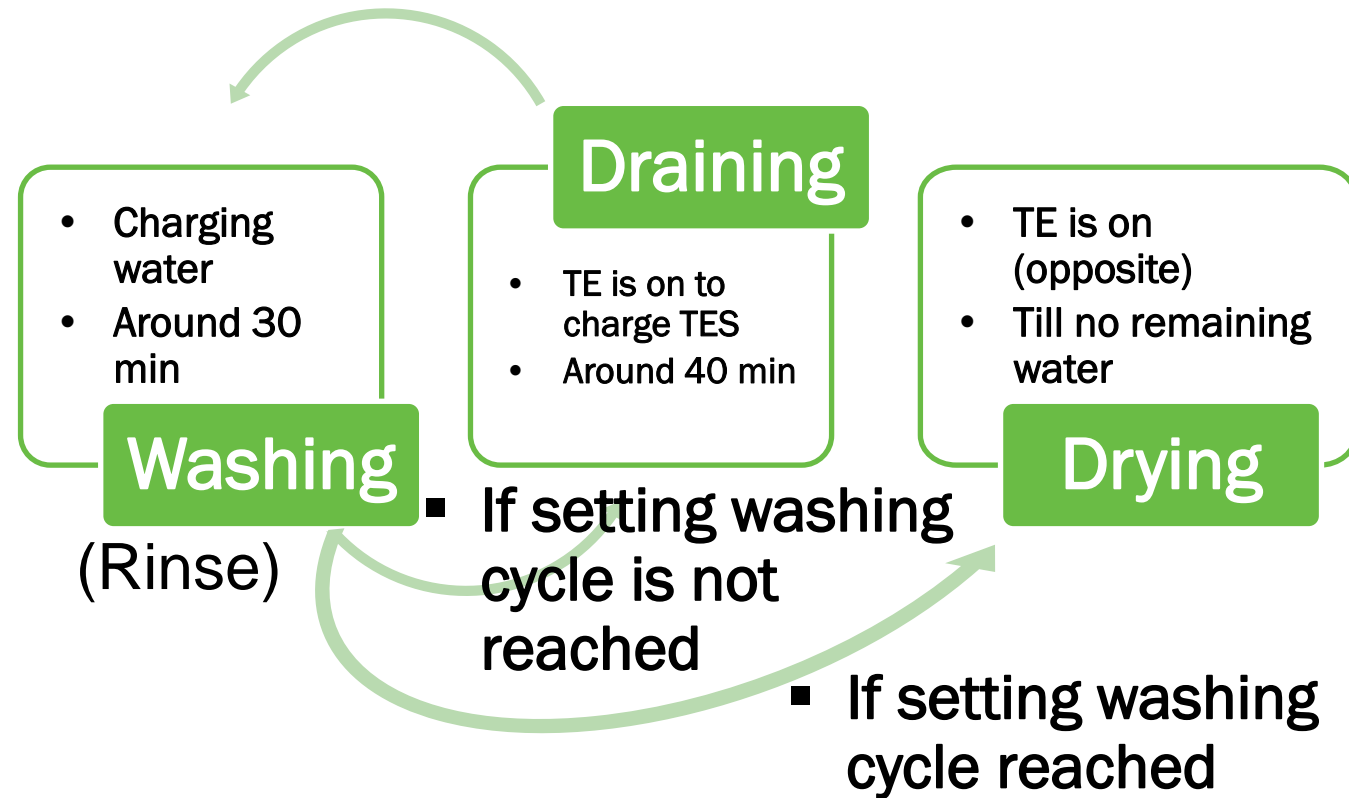 • Charging
water
• Around 30
min
Washing
(Rinse)
Draining
• TE is on to
charge TES
• Around 40 min
▪ If setting washing
cycle is not
reached
• TE is on
(opposite)
• Till no remaining
water
Drying
▪ If setting washing
cycle reached